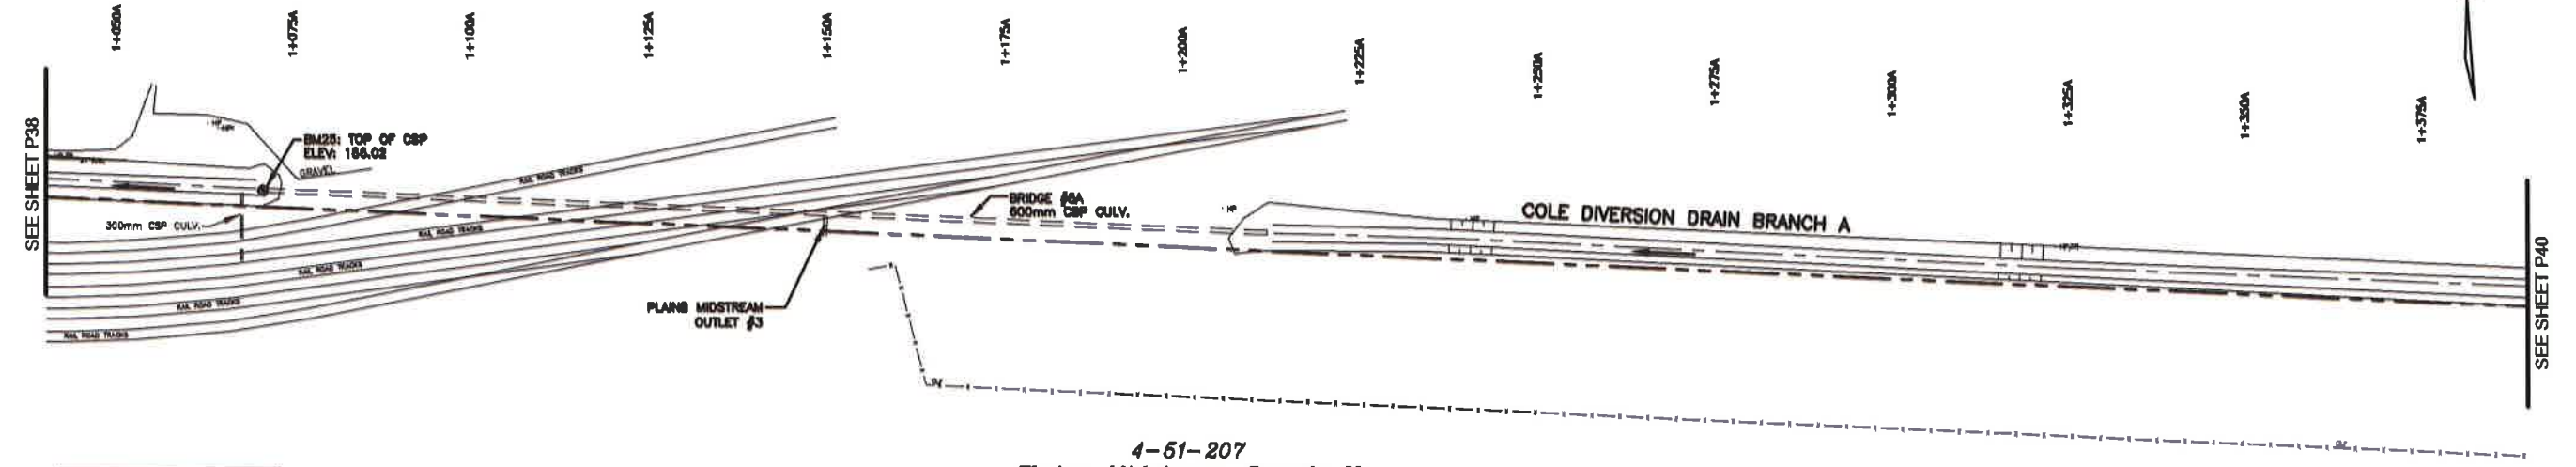 1+050A
1+075A
1+100A
1+125A
1+150A
1+175A
1+200A
1+225A
1+250A
1+275A
1+300A
1+325A
1+350A
1+375A
SEE SHEET P38
BM25: TOP OF CSP
ELEV: 186.02
GRAVEL
300mm CSP CULV.
RAIL ROAD TRACKS
RAIL ROAD TRACKS
RAIL ROAD TRACKS
RAIL ROAD TRACKS
RAIL ROAD TRACKS
BRIDGE #6A
600mm CSP CULV.
PLAINS MIDSTREAM
OUTLET #3
HP
COLE DIVERSION DRAIN BRANCH A
SEE SHEET P40
4-51-207